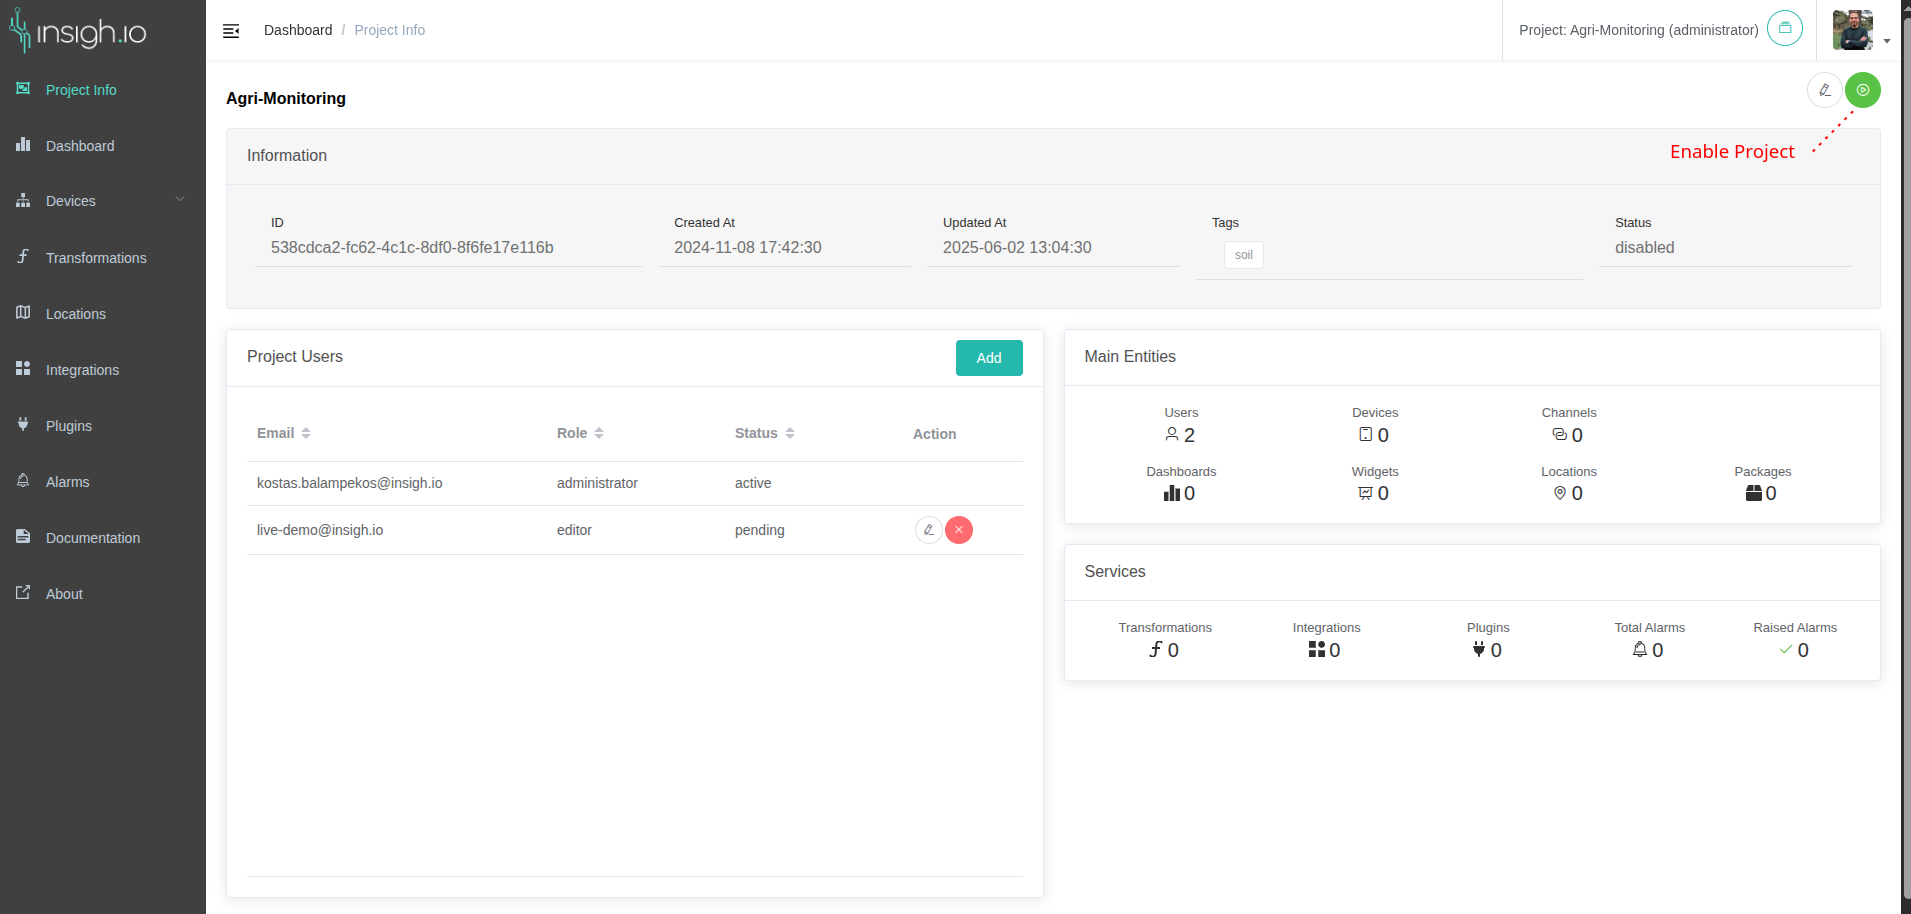 insigh.io
Dashboard / Project Info
Project: Agri-Monitoring (administrator)
Project Info
Dashboard
Devices
Transformations
Locations
Integrations
Plugins
Alarms
Documentation
About
Agri-Monitoring
Enable Project
Information
ID
Created At
Updated At
Tags
Status
538cdca2-fc62-4c1c-8df0-8f6fe17e116b
2024-11-08 17:42:30
2025-06-02 13:04:30
soil
disabled
Project Users
Add
Email Role Status Action
kostas.balampekos@insigh.io administrator active
live-demo@insigh.io editor pending
Main Entities
Users Devices Channels
2 0 0
Dashboards Widgets Locations Packages
0 0 0 0
Services
Transformations Integrations Plugins Total Alarms Raised Alarms
0 0 0 0 0